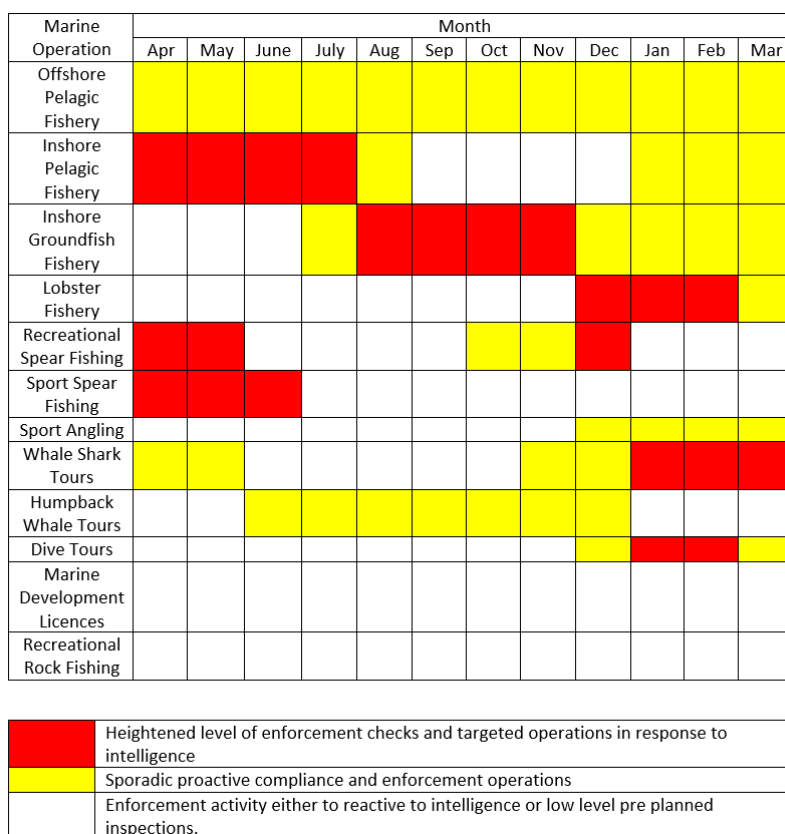 Marine
Operation
Month
Apr May June July Aug Sep Oct Nov Dec Jan Feb Mar
Offshore
Pelagic
Fishery
Inshore
Pelagic
Fishery
Inshore
Groundfish
Fishery
Lobster
Fishery
Recreational
Spear Fishing
Sport Spear
Fishing
Sport Angling
Whale Shark
Tours
Humpback
Whale Tours
Dive Tours
Marine
Development
Licences
Recreational
Rock Fishing
Heightened level of enforcement checks and targeted operations in response to
intelligence
Sporadic proactive compliance and enforcement operations
Enforcement activity either to reactive to intelligence or low level pre planned
inspections.